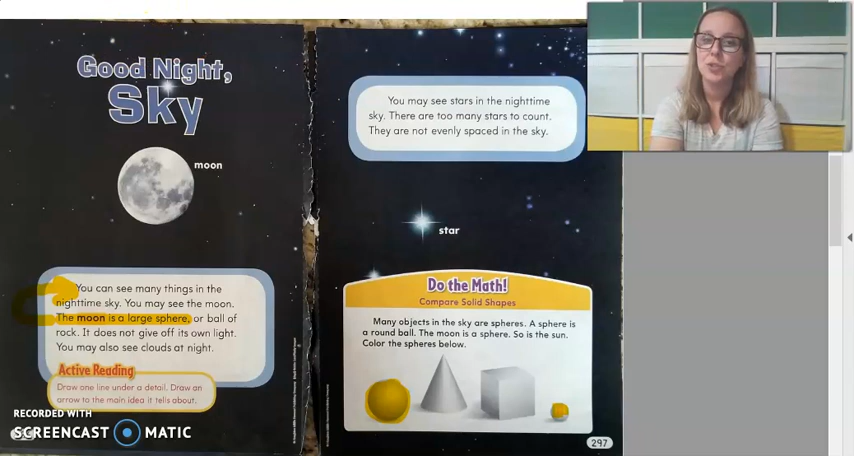 Good Night,
Sky
moon
You can see many things in the
nighttime sky. You may see the moon.
The moon is a large sphere, or ball of
rock. It does not give off its own light.
You may also see clouds at night.
Active Reading
Draw one line under a detail. Draw an
arrow to the main idea it tells about.
RECORDED WITH
SCREENCAST MATIC
You may see stars in the nighttime
sky. There are too many stars to count.
They are not evenly spaced in the sky.
star
Do the Math!
Compare Solid Shapes
Many objects in the sky are spheres. A sphere is
a round ball. The moon is a sphere. So is the sun.
Color the spheres below.
297